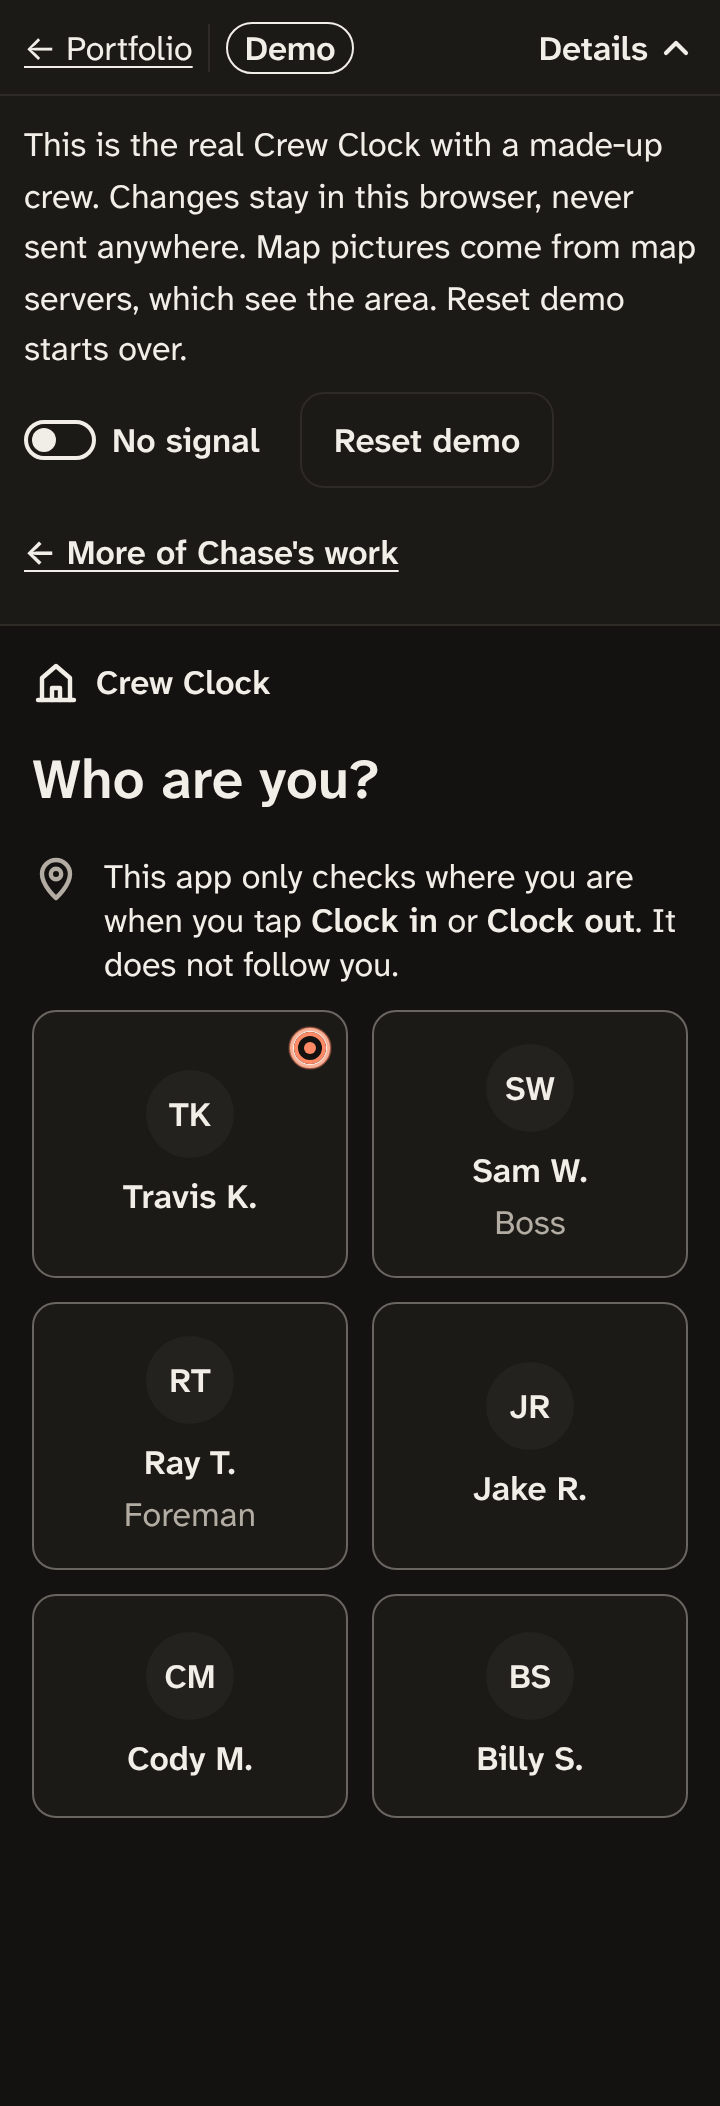 ← Portfolio
Demo
Details
This is the real Crew Clock with a made-up
crew. Changes stay in this browser, never
sent anywhere. Map pictures come from map
servers, which see the area. Reset demo
starts over.
No signal
Reset demo
← More of Chase's work
Crew Clock
Who are you?
This app only checks where you are
when you tap Clock in or Clock out. It
does not follow you.
TK
Travis K.
SW
Sam W.
Boss
RT
Ray T.
Foreman
JR
Jake R.
CM
Cody M.
BS
Billy S.